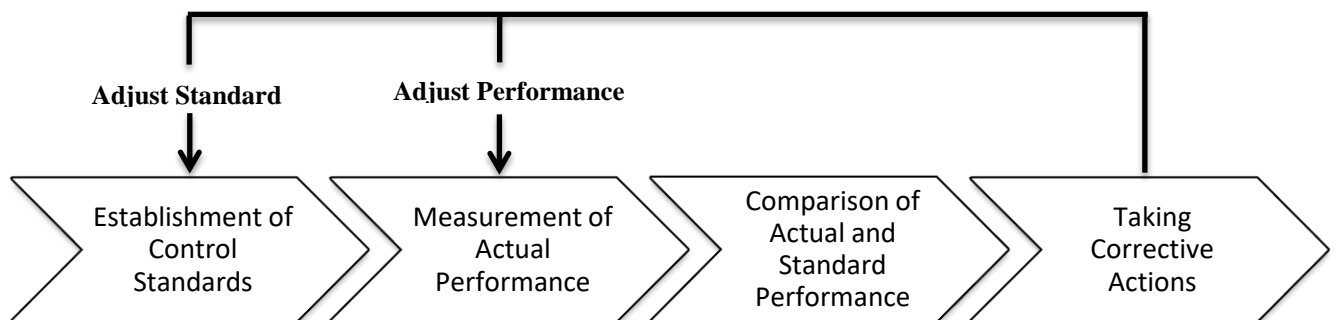 Adjust Standard
Adjust Performance
Establishment of
Control
Standards
Measurement of
Actual
Performance
Comparison of
Actual and
Standard
Performance
Taking
Corrective
Actions